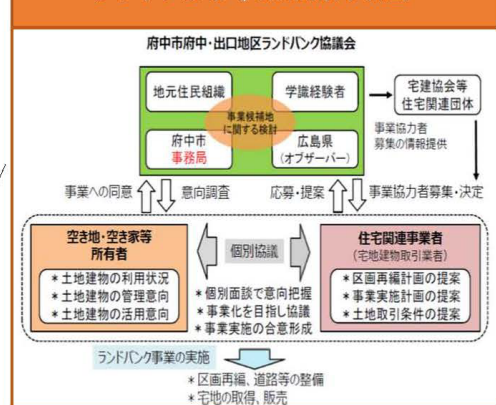 府中市府中・出口地区ランドバンク協議会
地元住民組織
学識経験者
事業候補地
に関する検討
府中市
事務局
広島県
(オブザーバー)
宅建協会等
住宅関連団体
事業協力者
募集の情報提供
事業への同意
意向調査
応募・提案
事業協力者募集・決定
空き地・空き家等
所有者
*土地建物の利用状況
*土地建物の管理意向
*土地建物の活用意向
個別協議
*個別面談で意向把握
*事業化を目指し協議
*事業実施の合意形成
住宅関連事業者
(宅地建物取引業者)
*区画再編計画の提案
*事業実施計画の提案
*土地取引条件の提案
ランドバンク事業の実施
*区画再編、道路等の整備
*宅地の取得、販売